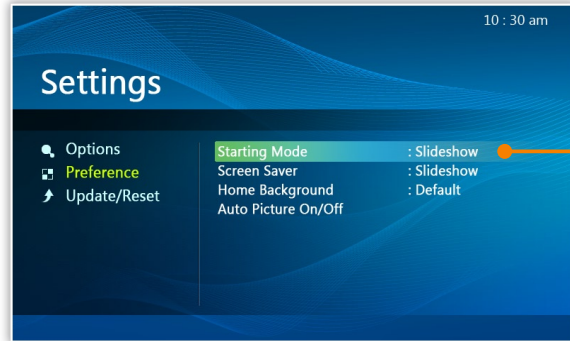 10 : 30 am
Settings
Options
Preference
Update/Reset
Starting Mode : Slideshow
Screen Saver : Slideshow
Home Background : Default
Auto Picture On/Off